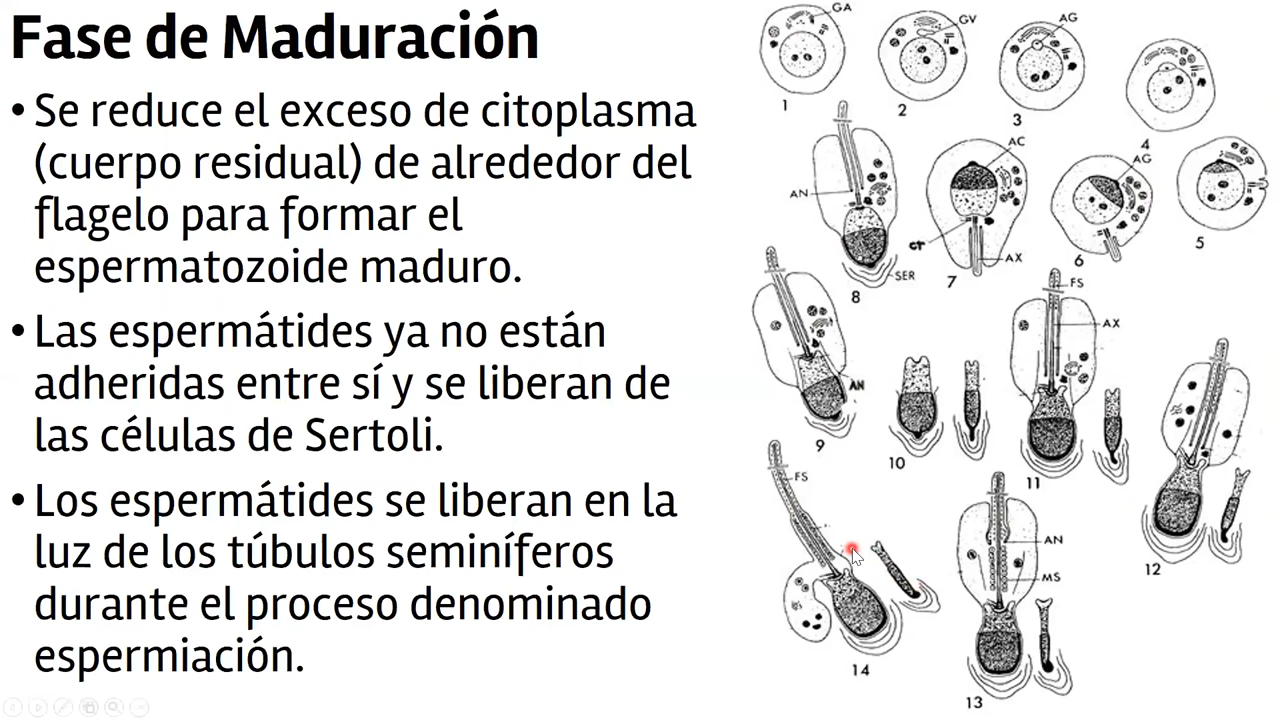 Fase de Maduración
• Se reduce el exceso de citoplasma
(cuerpo residual) de alrededor del
flagelo para formar el
espermatozoide maduro.
• Las espermátides ya no están
adheridas entre sí y se liberan de
las células de Sertoli.
• Los espermátides se liberan en la
luz de los túbulos seminíferos
durante el proceso denominado
espermiación.
GA
1
GV
2
AG
3
4
AN
SER
8
AC
CT
AX
7
AG
6
5
AN
9
10
FS
AX
11
12
FS
14
AN
MS
13